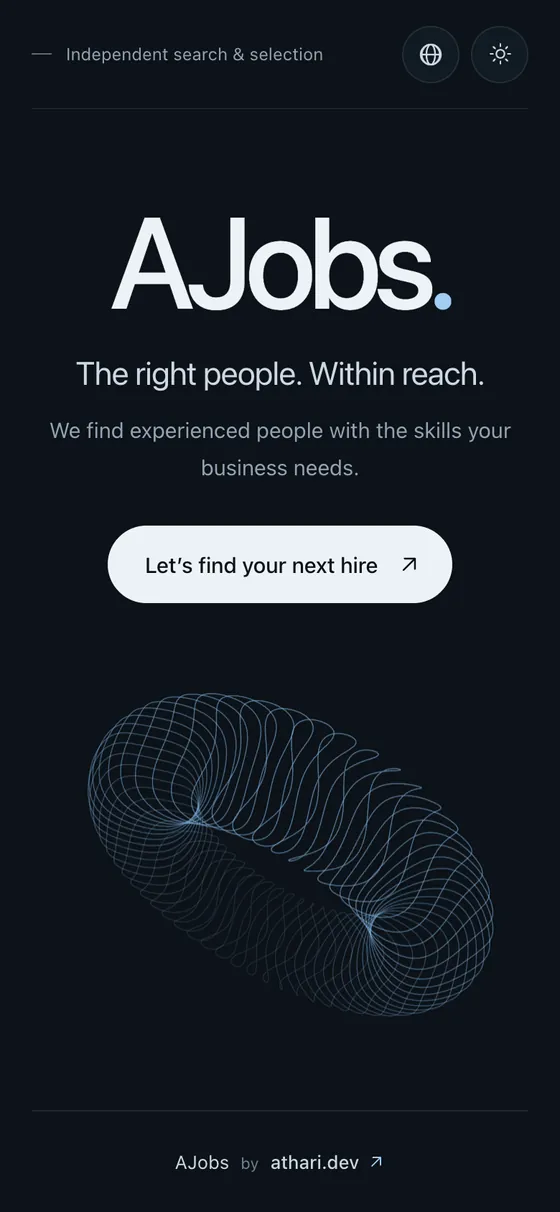 Independent search & selection
AJobs.
The right people. Within reach.
We find experienced people with the skills your
business needs.
Let’s find your next hire
AJobs by athari.dev